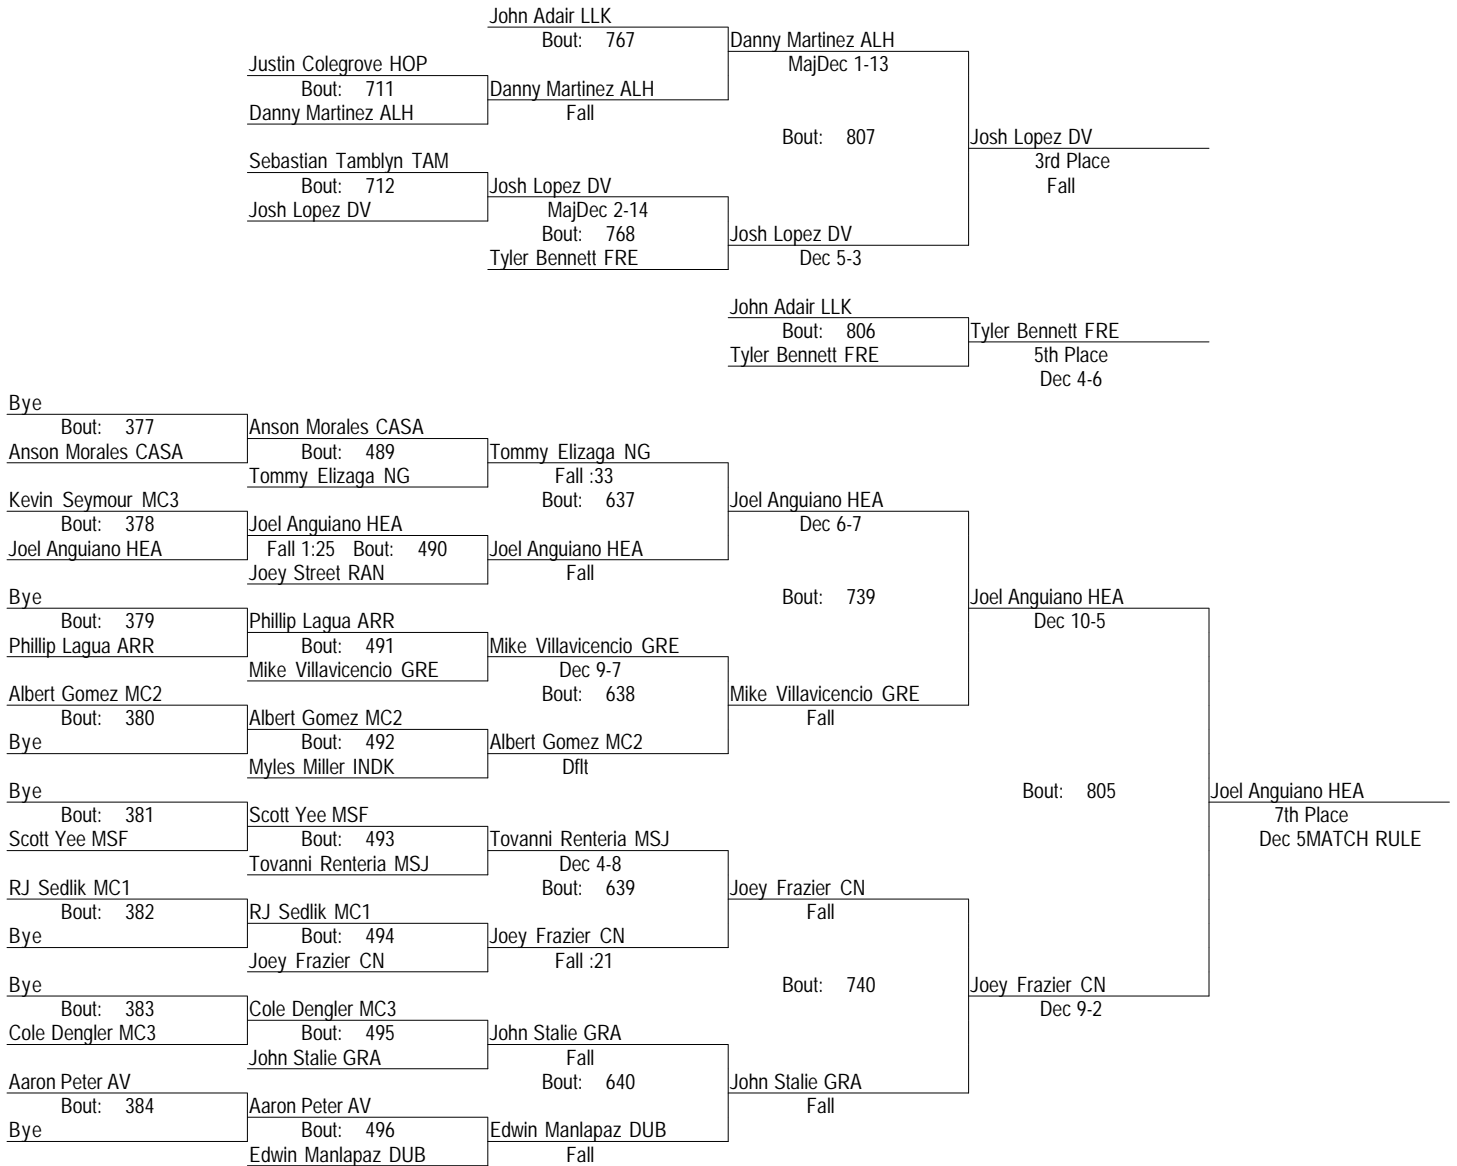 John Adair LLK
Bout: 767
Danny Martinez ALH
MajDec 1-13
Justin Colegrove HOP
Bout: 711
Danny Martinez ALH
Fall
Danny Martinez ALH
Bout: 807
Josh Lopez DV
3rd Place
Fall
Sebastian Tamblyn TAM
Bout: 712
Josh Lopez DV
MajDec 2-14
Josh Lopez DV
Bout: 768
Josh Lopez DV
Dec 5-3
Tyler Bennett FRE
John Adair LLK
Bout: 806
Tyler Bennett FRE
5th Place
Dec 4-6
Tyler Bennett FRE
Bye
Bout: 377
Anson Morales CASA
Anson Morales CASA
Bout: 489
Tommy Elizaga NG
Tommy Elizaga NG
Fall :33
Bout: 637
Kevin Seymour MC3
Bout: 378
Joel Anguiano HEA
Joel Anguiano HEA
Fall 1:25 Bout: 490
Joey Street RAN
Joel Anguiano HEA
Fall
Joel Anguiano HEA
Dec 6-7
Bout: 739
Joel Anguiano HEA
Dec 10-5
Bye
Bout: 379
Phillip Lagua ARR
Phillip Lagua ARR
Bout: 491
Mike Villavicencio GRE
Mike Villavicencio GRE
Dec 9-7
Bout: 638
Mike Villavicencio GRE
Fall
Albert Gomez MC2
Bout: 380
Bye
Albert Gomez MC2
Bout: 492
Myles Miller INDK
Albert Gomez MC2
Dflt
Bout: 805
Joel Anguiano HEA
7th Place
Dec 5MATCH RULE
Bye
Bout: 381
Scott Yee MSF
Scott Yee MSF
Bout: 493
Tovanni Renteria MSJ
Tovanni Renteria MSJ
Dec 4-8
Bout: 639
Joey Frazier CN
Fall
RJ Sedlik MC1
Bout: 382
Bye
RJ Sedlik MC1
Bout: 494
Joey Frazier CN
Joey Frazier CN
Fall :21
Bout: 740
Joey Frazier CN
Dec 9-2
Bye
Bout: 383
Cole Dengler MC3
Cole Dengler MC3
Bout: 495
John Stalie GRA
John Stalie GRA
Fall
Bout: 640
John Stalie GRA
Fall
Aaron Peter AV
Bout: 384
Bye
Aaron Peter AV
Bout: 496
Edwin Manlapaz DUB
Edwin Manlapaz DUB
Fall